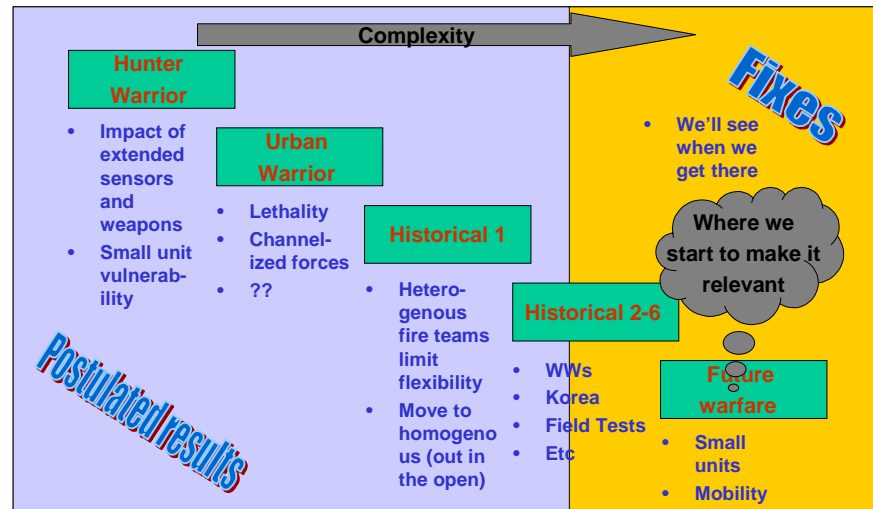 Complexity
Hunter
Warrior
• Impact of
extended
sensors
and
weapons
• Small unit
vulnerab-
ility
Urban
Warrior
• Lethality
• Channel-
ized forces
• ??
Historical 1
• Hetero-
genous
fire teams
limit
flexibility
• Move to
homogeno
us (out in
the open)
Historical 2-6
• WWs
• Korea
• Field Tests
• Etc
Postulated results
Fixes
• We'll see
when we
get there
Where we
start to make it
relevant
Future
warfare
• Small
units
• Mobility